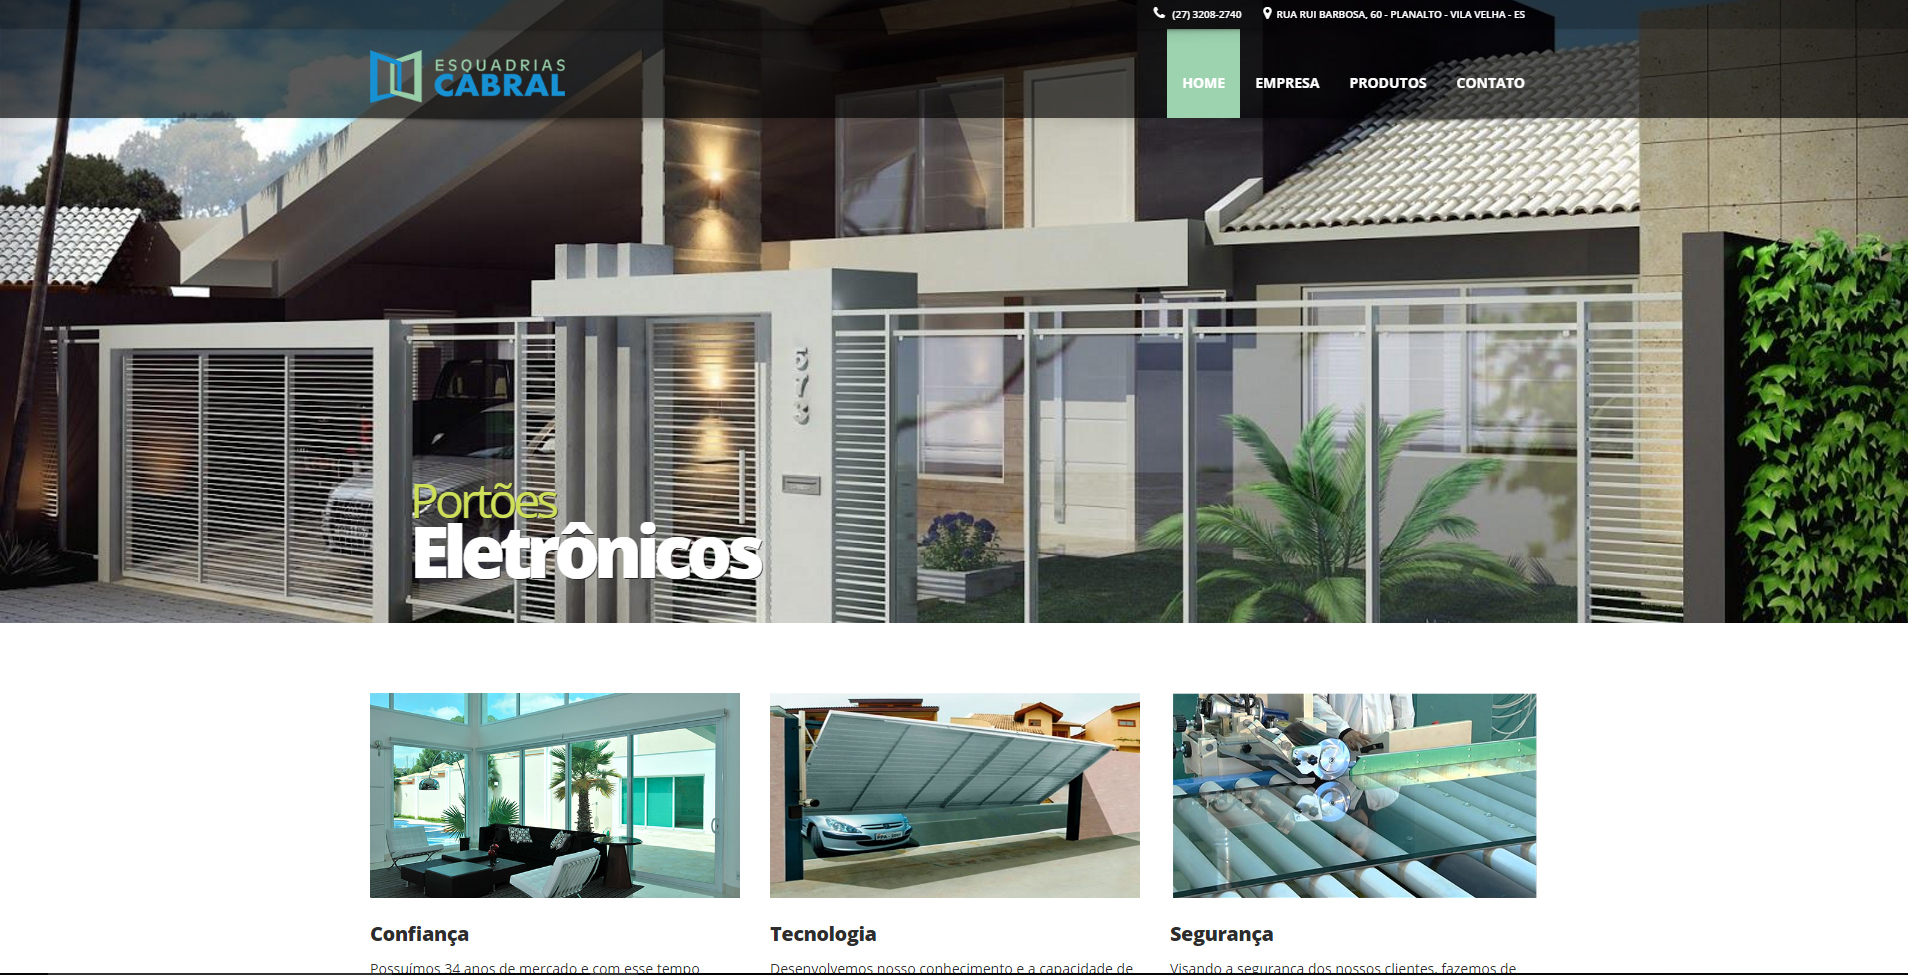 (27) 3208-2740
RUA RUI BARBOSA, 60 - PLANALTO - VILA VELHA - ES
ESQUADRIAS
CABRAL
HOME
EMPRESA
PRODUTOS
CONTATO
573
Portões
Eletrônicos
Confiança
Tecnologia
Segurança
Possuímos 34 anos de mercado e com esse tempo
Desenvolvemos nosso conhecimento e a capacidade de
Visando a segurança dos nossos clientes, fazemos de